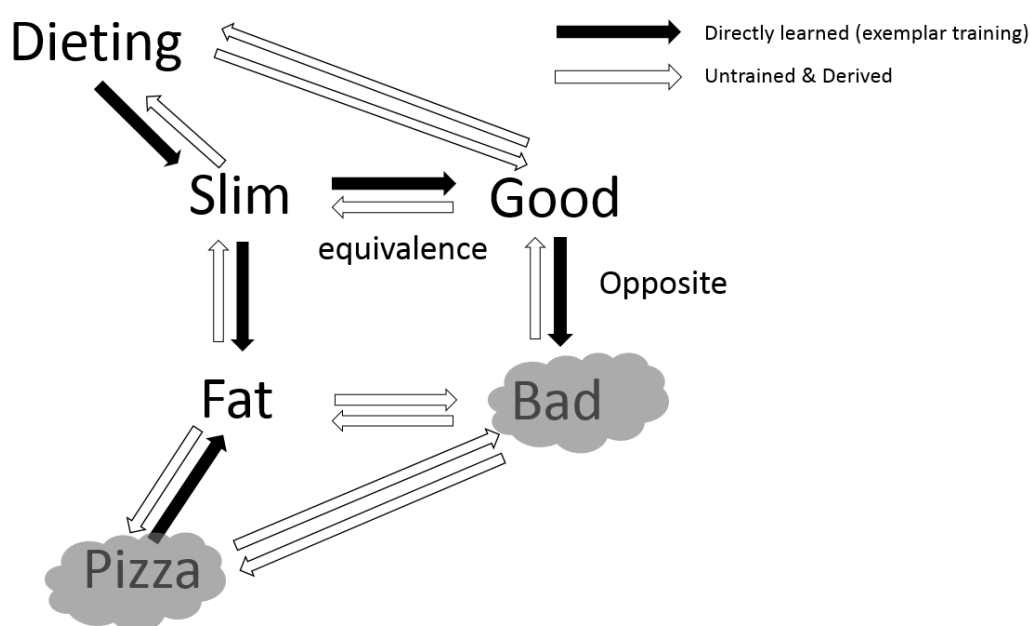 Dieting
Directly learned (exemplar training)
Untrained & Derived
Slim
Good
equivalence
Opposite
Fat
Bad
Pizza